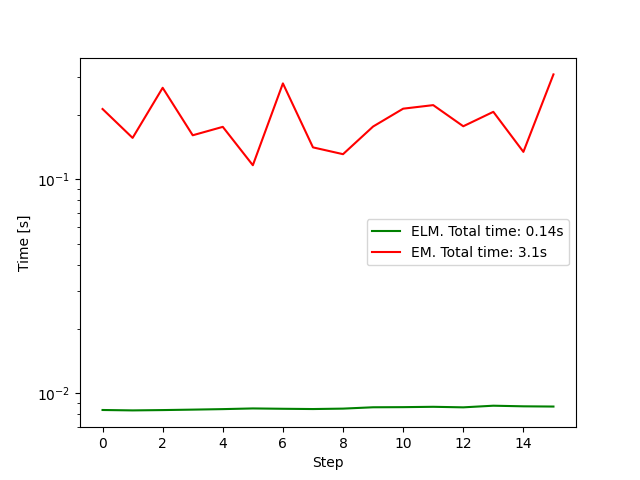 10⁻¹
10⁻²
Time [s]
ELM. Total time: 0.14s
EM. Total time: 3.1s
0 2 4 6 8 10 12 14
Step